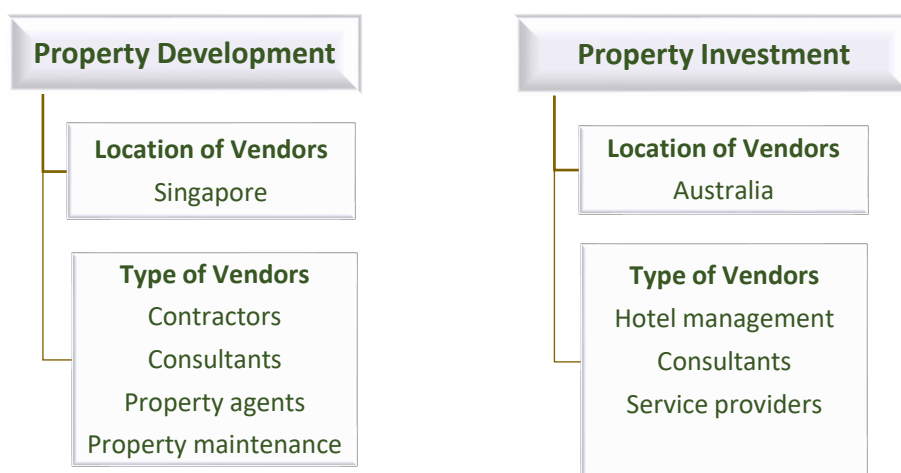 Property Development
Location of Vendors
Singapore
Type of Vendors
Contractors
Consultants
Property agents
Property maintenance
Property Investment
Location of Vendors
Australia
Type of Vendors
Hotel management
Consultants
Service providers